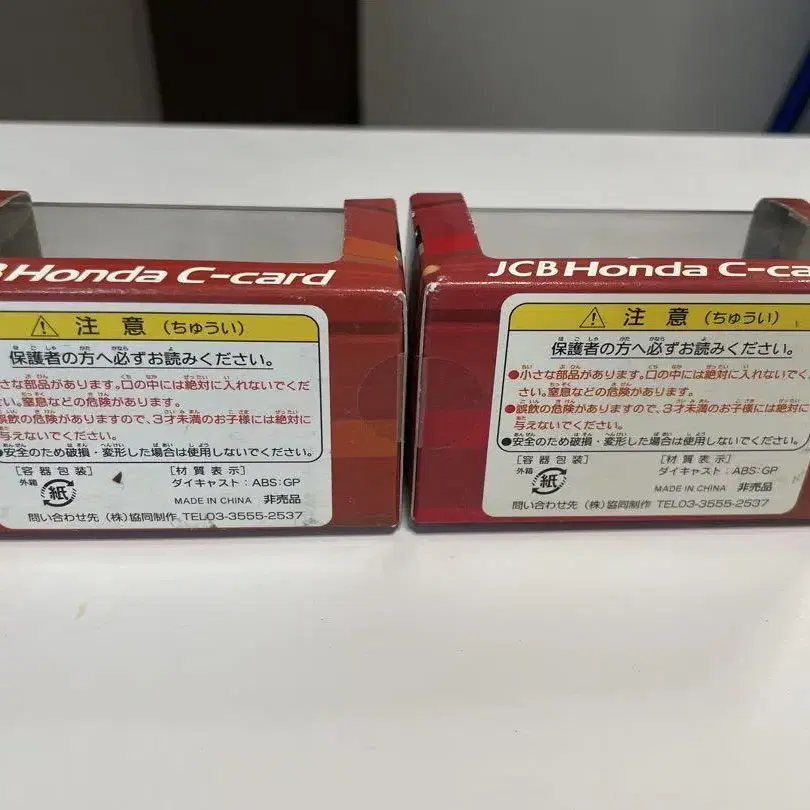 B Honda C-card
注意(ちゅうい)
保護者の方へ必ずお読みください。
さな部品があります。口の中には絶対に入れないでくだ
さい。窒息などの危険があります。
誤飲の危険がありますので、3才未満のお子様には絶対に
与えないでください。
●安全のため破損・変形した場合は使用しないでください。
[容器包装] [材質表示]
外箱 紙 ダイキャスト:ABS:GP
MADE IN CHINA 非売品
問い合わせ先 (株)協同制作 TEL03-3555-2537
JCB Honda C-ca
注意(ちゅうい)
保護者の方へ必ずお読みください。
●小さな部品があります。口の中には絶対に入れないでくだ
さい。窒息などの危険があります。
●誤飲の危険がありますので、3才未満のお子様には絶対に
与えないでください。
●安全のため破損・変形した場合は使用しないでください。
[容器包装] [材質表示]
外箱 紙 ダイキャスト:ABS:GP
MADE IN CHINA 非売品
問い合わせ先 (株)協同制作 TEL03-3555-2537